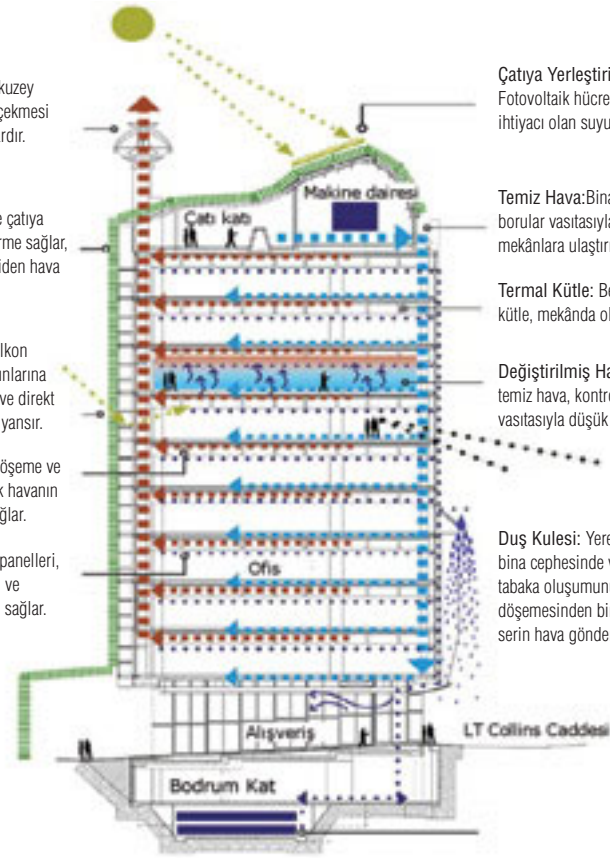 kuzey
çekmesi
rdır.
e çatıya
rme sağlar,
iden hava
lkon
ınlarına
ve direkt
yansır.
öşeme ve
k havanın
ğlar.
panelleri,
ve
sağlar.
Makine dairesi
Çatı katı
Ofis
Alışveriş
LT Collins Caddesi
Bodrum Kat
Çatıya Yerleştiri
Fotovoltaik hücre
ihtiyacı olan suyu
Temiz Hava:Bina
borular vasıtasıyla
mekânlara ulaştırı
Termal Kütle: Be
kütle, mekânda ol
Değiştirilmiş Ha
temiz hava, kontro
vasıtasıyla düşük
Duş Kulesi: Yere
bina cephesinde v
tabaka oluşumun
döşemesinden bi
serin hava gönde